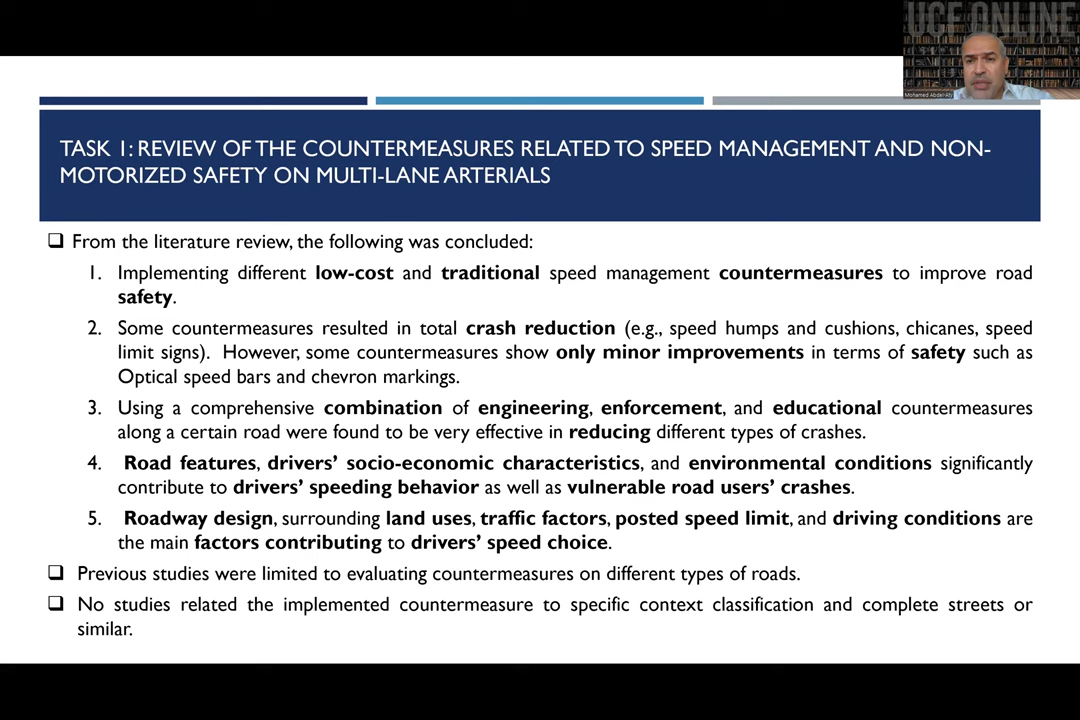 UCF ONLINE
Mohamed Abdel-Aty
TASK 1: REVIEW OF THE COUNTERMEASURES RELATED TO SPEED MANAGEMENT AND NON-
MOTORIZED SAFETY ON MULTI-LANE ARTERIALS
❑ From the literature review, the following was concluded:
1. Implementing different low-cost and traditional speed management countermeasures to improve road
safety.
2. Some countermeasures resulted in total crash reduction (e.g., speed humps and cushions, chicanes, speed
limit signs). However, some countermeasures show only minor improvements in terms of safety such as
Optical speed bars and chevron markings.
3. Using a comprehensive combination of engineering, enforcement, and educational countermeasures
along a certain road were found to be very effective in reducing different types of crashes.
4. Road features, drivers’ socio-economic characteristics, and environmental conditions significantly
contribute to drivers’ speeding behavior as well as vulnerable road users’ crashes.
5. Roadway design, surrounding land uses, traffic factors, posted speed limit, and driving conditions are
the main factors contributing to drivers’ speed choice.
❑ Previous studies were limited to evaluating countermeasures on different types of roads.
❑ No studies related the implemented countermeasure to specific context classification and complete streets or
similar.